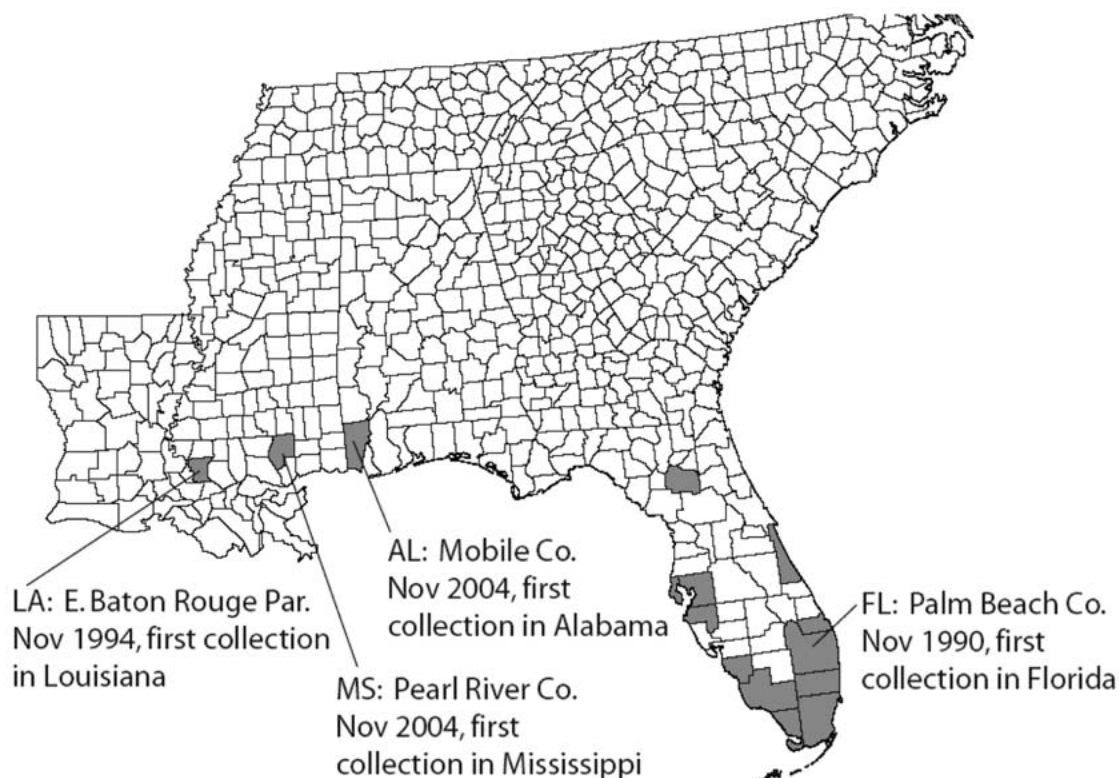 LA: E. Baton Rouge Par.
Nov 1994, first collection
in Louisiana
MS: Pearl River Co.
Nov 2004, first
collection in Mississippi
AL: Mobile Co.
Nov 2004, first
collection in Alabama
FL: Palm Beach Co.
Nov 1990, first
collection in Florida